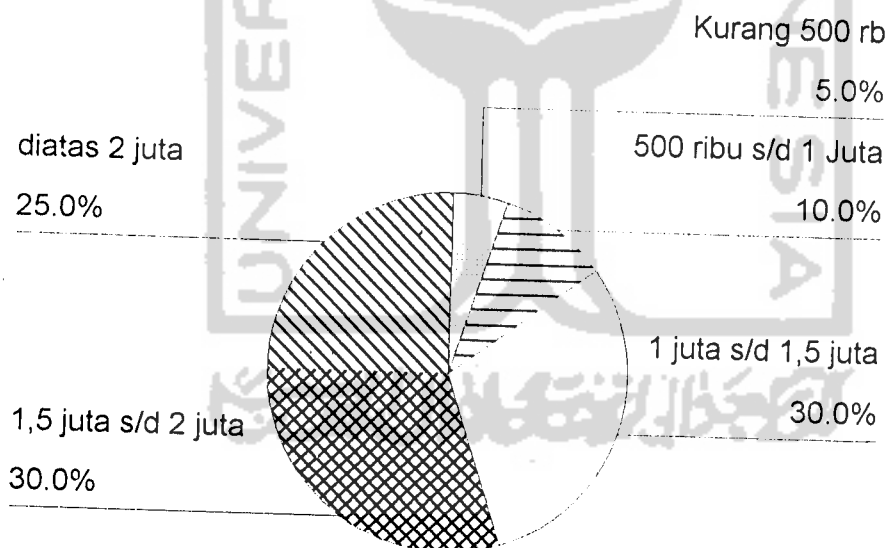 Kurang 500 rb
5.0%
500 ribu s/d 1 Juta
10.0%
diatas 2 juta
25.0%
1 juta s/d 1,5 juta
30.0%
1,5 juta s/d 2 juta
30.0%